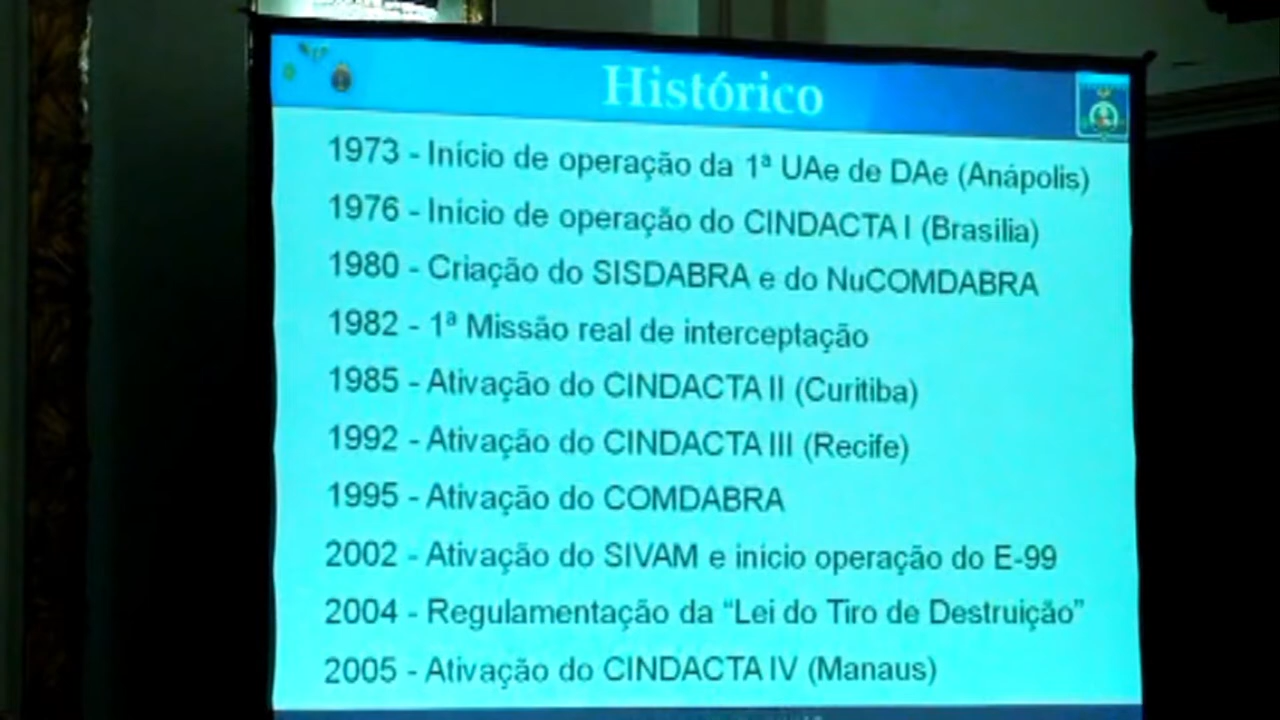 Histórico
1973 - Início de operação da 1ª UAe de DAe (Anápolis)
1976 - Início de operação do CINDACTA I (Brasília)
1980 - Criação do SISDABRA e do NuCOMDABRA
1982 - 1ª Missão real de interceptação
1985 - Ativação do CINDACTA II (Curitiba)
1992 - Ativação do CINDACTA III (Recife)
1995 - Ativação do COMDABRA
2002 - Ativação do SIVAM e início operação do E-99
2004 - Regulamentação da “Lei do Tiro de Destruição”
2005 - Ativação do CINDACTA IV (Manaus)